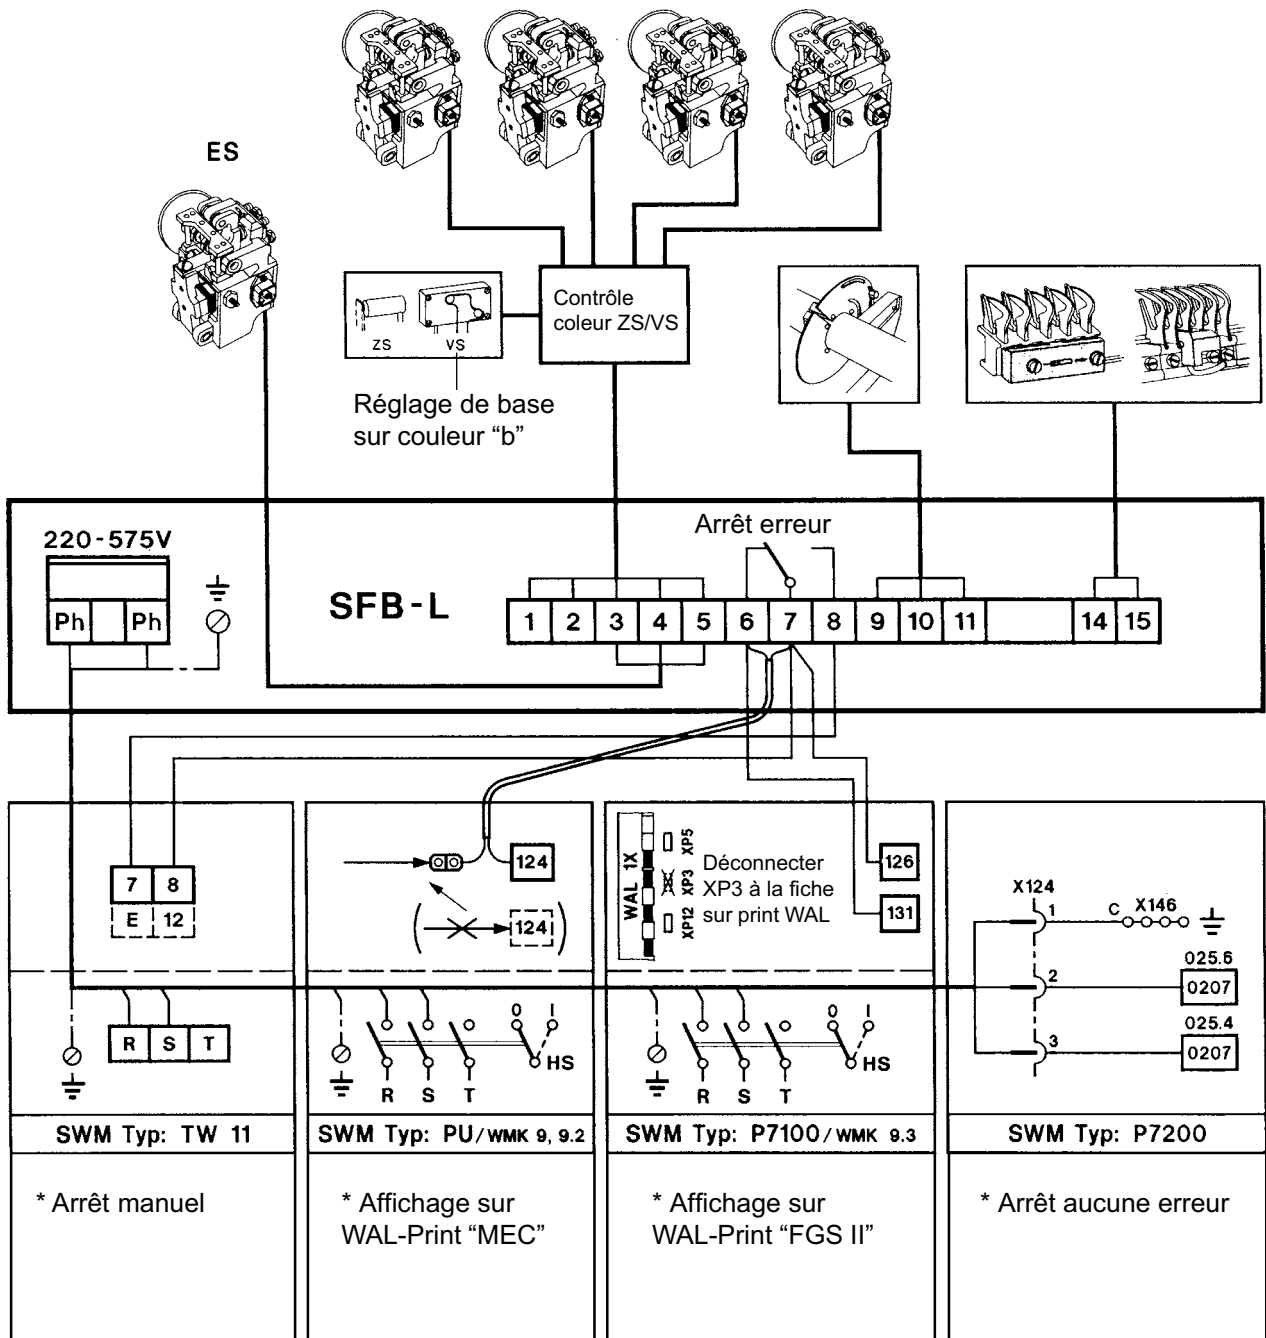 ES
ZS VS
Contrôle
coleur ZS/VS
Réglage de base
sur couleur “b”
220-575V
Ph Ph
SFB-L
Arrêt erreur
1 2 3 4 5 6 7 8 9 10 11 14 15
7 8
E 12
124
124
WAL 1X
XP5
XP3
XP12
Déconnecter
XP3 à la fiche
sur print WAL
126
131
X124
1
C X146
2
025.6
0207
3
025.4
0207
R S T
R S T
0 I
HS
R S T
0 I
HS
SWM Typ: TW 11
SWM Typ: PU/WMK 9, 9.2
SWM Typ: P7100/WMK 9.3
SWM Typ: P7200
* Arrêt manuel
* Affichage sur
WAL-Print “MEC”
* Affichage sur
WAL-Print “FGS II”
* Arrêt aucune erreur